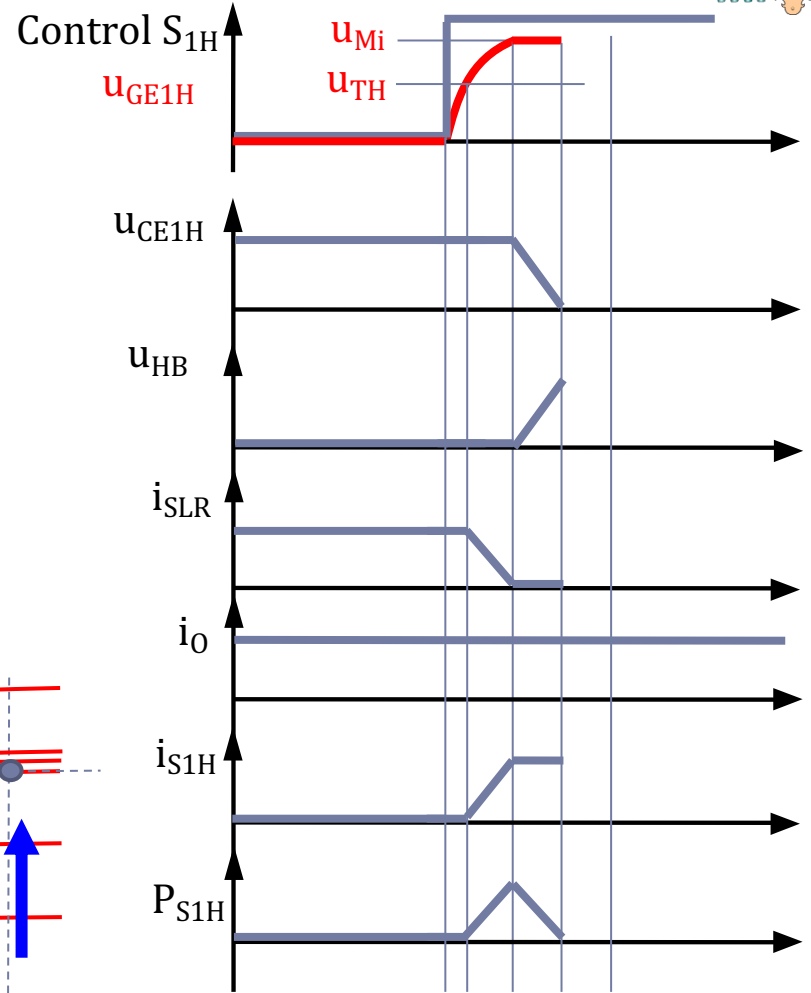 Control S1H
uMi
uGE1H
uTH
uCE1H
uHB
iSLR
iO
iS1H
PS1H